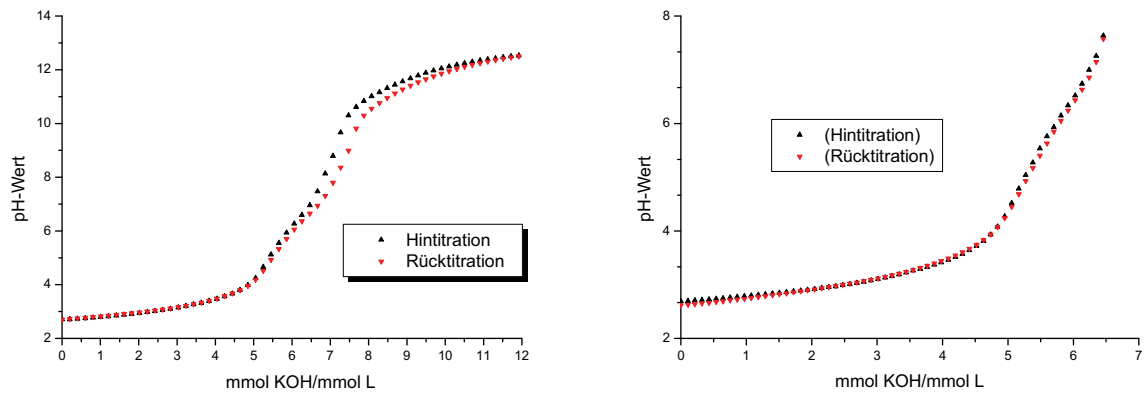 14
12
10
8
6
4
2
pH-Wert
0 1 2 3 4 5 6 7 8 9 10 11 12
mmol KOH/mmol L
Hintitration
Rücktitration
8
6
4
2
pH-Wert
0 1 2 3 4 5 6 7
mmol KOH/mmol L
(Hintitration)
(Rücktitration)